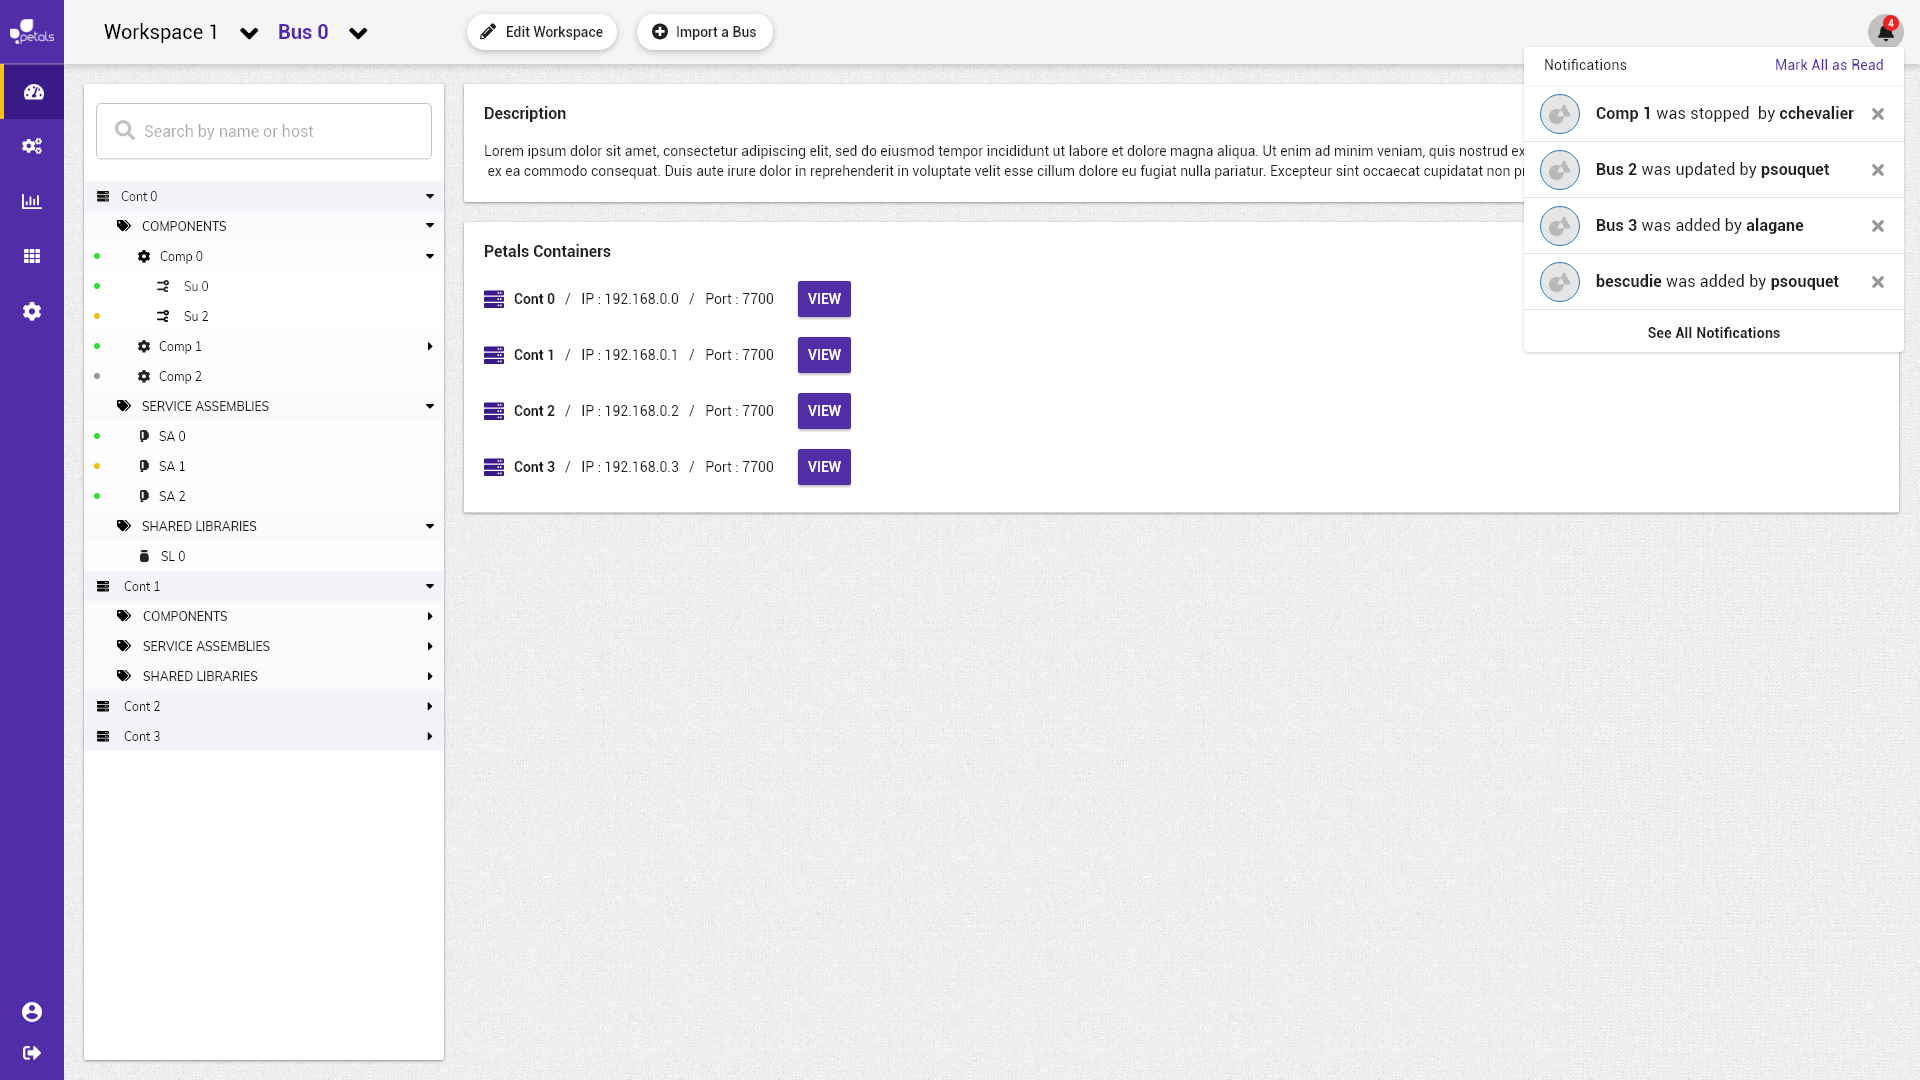 petals
Workspace 1
Bus 0
Edit Workspace
Import a Bus
4
Search by name or host
Cont 0
COMPONENTS
Comp 0
Su 0
Su 2
Comp 1
Comp 2
SERVICE ASSEMBLIES
SA 0
SA 1
SA 2
SHARED LIBRARIES
SL 0
Cont 1
COMPONENTS
SERVICE ASSEMBLIES
SHARED LIBRARIES
Cont 2
Cont 3
Description
Lorem ipsum dolor sit amet, consectetur adipiscing elit, sed do eiusmod tempor incididunt ut labore et dolore magna aliqua. Ut enim ad minim veniam, quis nostrud ex
ex ea commodo consequat. Duis aute irure dolor in reprehenderit in voluptate velit esse cillum dolore eu fugiat nulla pariatur. Excepteur sint occaecat cupidatat non pr
Petals Containers
Cont 0 / IP : 192.168.0.0 / Port : 7700 VIEW
Cont 1 / IP : 192.168.0.1 / Port : 7700 VIEW
Cont 2 / IP : 192.168.0.2 / Port : 7700 VIEW
Cont 3 / IP : 192.168.0.3 / Port : 7700 VIEW
Notifications
Mark All as Read
Comp 1 was stopped by cchevalier
Bus 2 was updated by psouquet
Bus 3 was added by alagane
bescudie was added by psouquet
See All Notifications